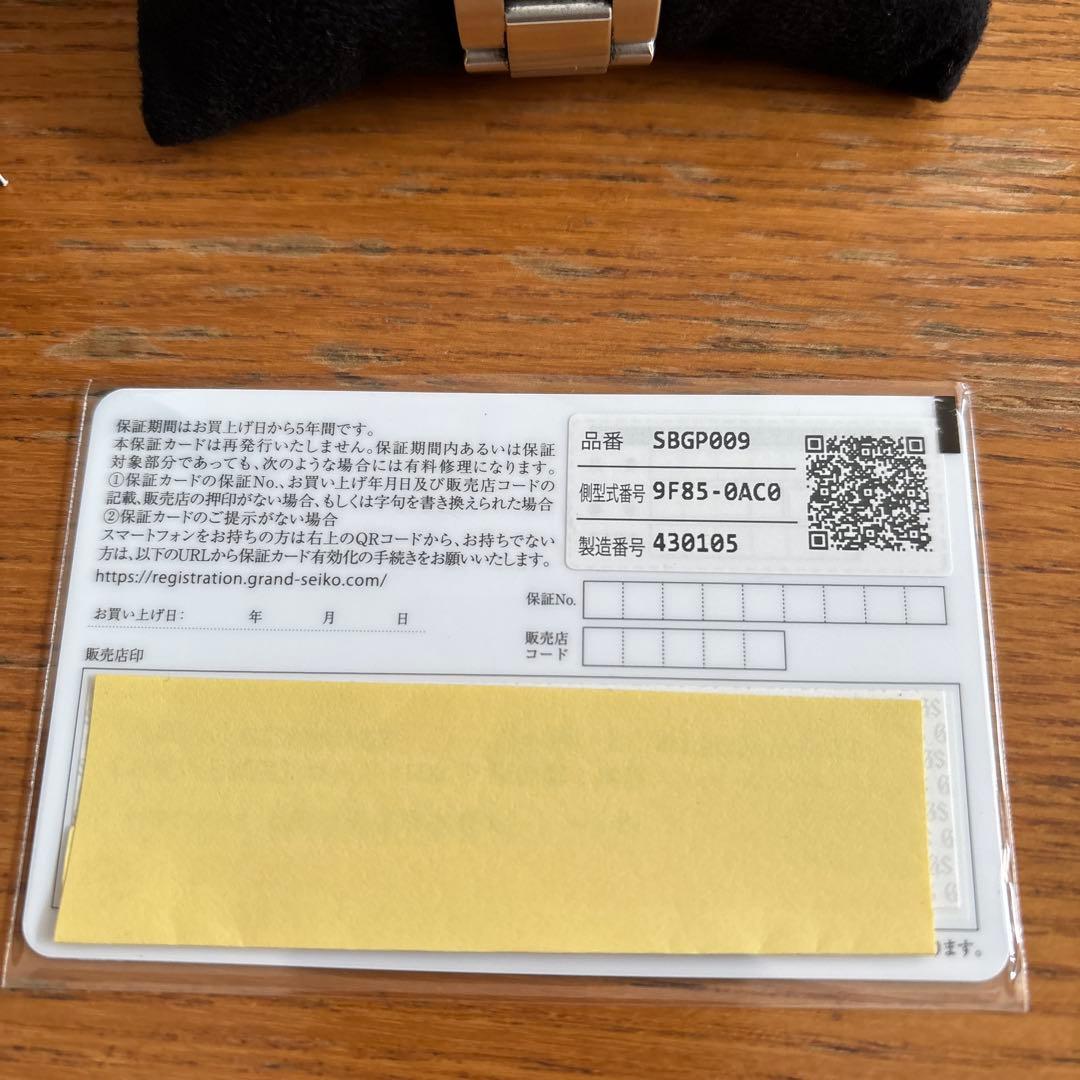 保証期間はお買上げ日から5年間です。
本保証カードは再発行いたしません。保証期間内あるいは保証
対象部分であっても、次のような場合には有料修理になります。
①保証カードの保証No.、お買い上げ年月日及び販売店コードの
記載、販売店の押印がない場合、もしくは字句を書き換えられた場合
②保証カードのご提示がない場合
スマートフォンをお持ちの方は右上のQRコードから、お持ちでない
方は、以下のURLから保証カード有効化の手続きをお願いいたします。
https://registration.grand-seiko.com/
お買い上げ日: 年 月 日
販売店印
品番 SBGP009
側型式番号 9F85-0AC0
製造番号 430105
保証No.
販売店
コード
ります。